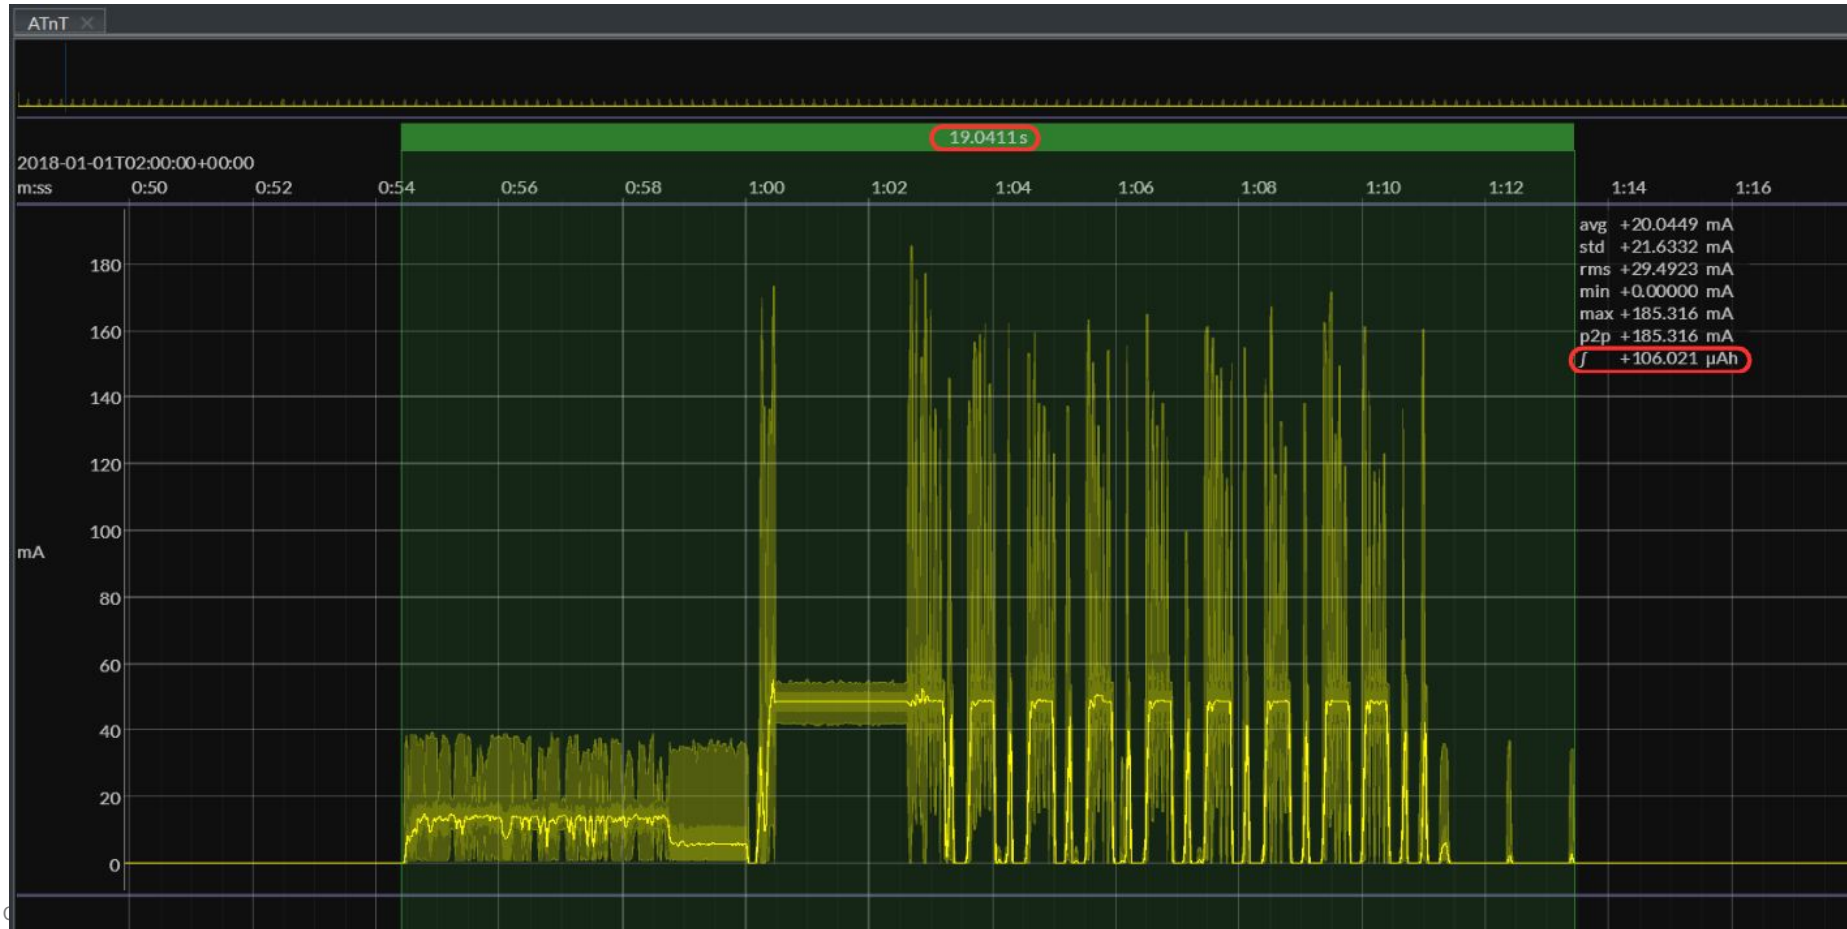 ATnT ×
19.0411s
2018-01-01T02:00:00+00:00
m:ss 0:50 0:52 0:54 0:56 0:58 1:00 1:02 1:04 1:06 1:08 1:10 1:12 1:14 1:16
avg +20.0449 mA
std +21.6332 mA
rms +29.4923 mA
min +0.00000 mA
max +185.316 mA
p2p +185.316 mA
∫ +106.021 µAh
180
160
140
120
100
mA
80
60
40
20
0